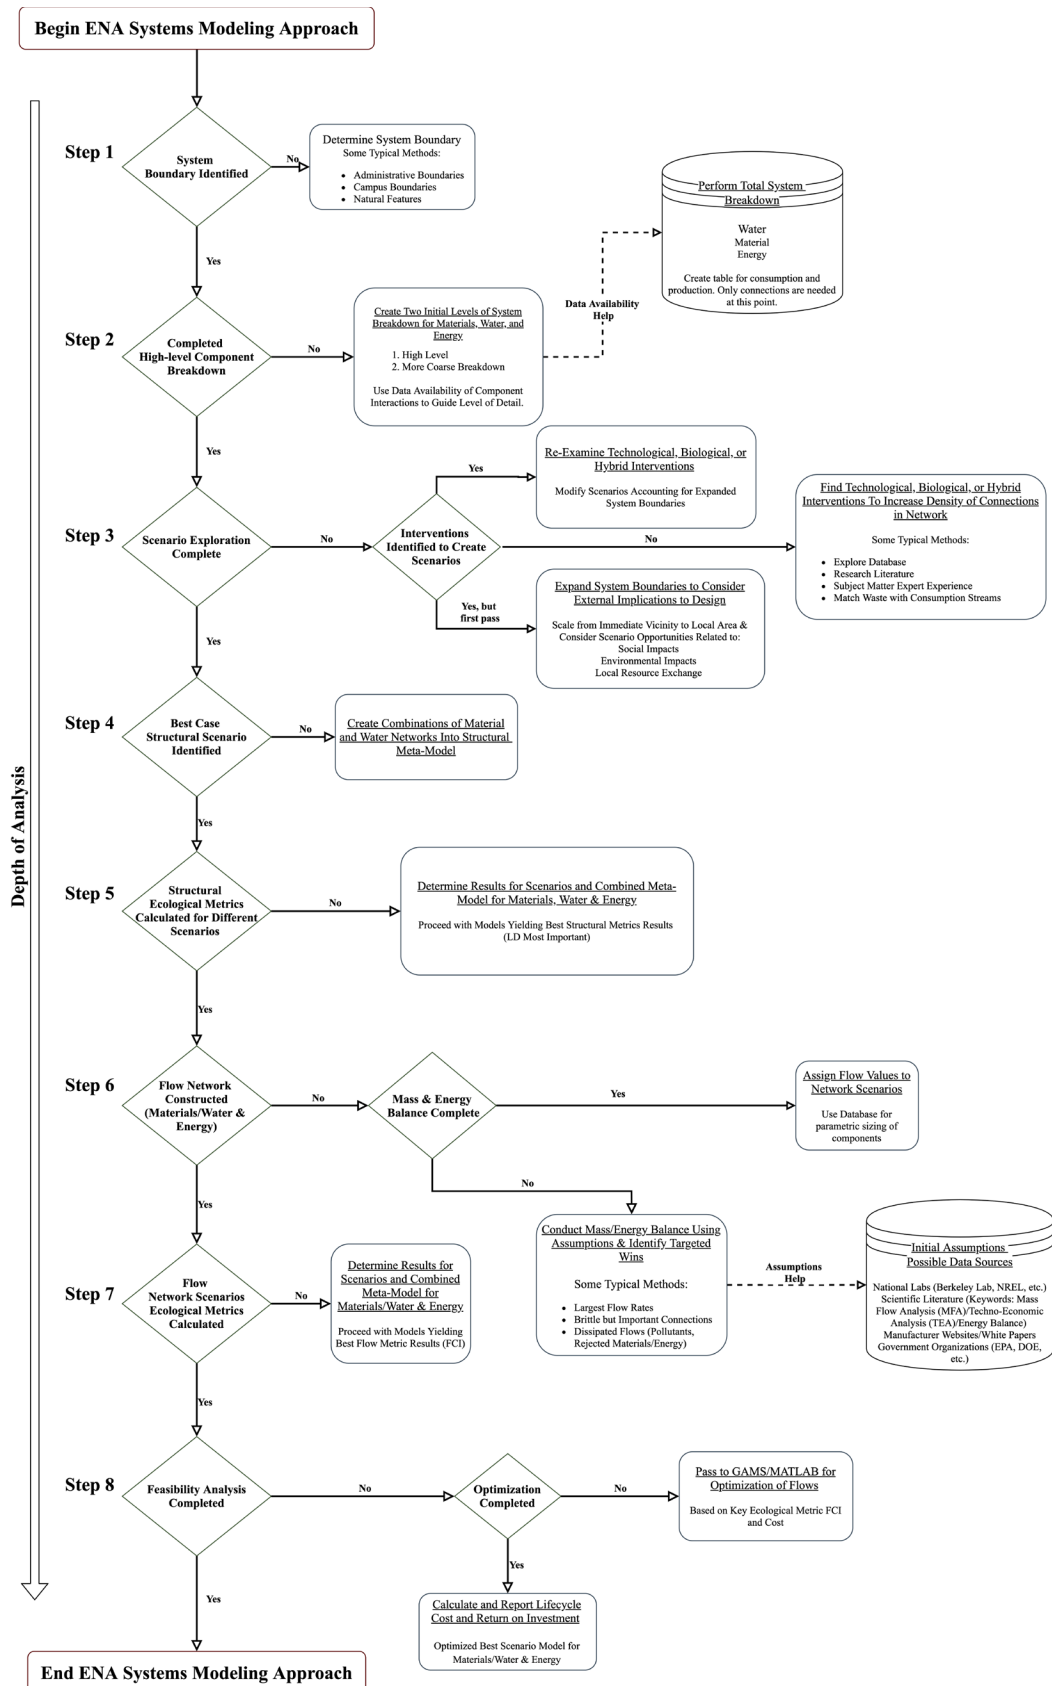 Begin ENA Systems Modeling Approach
Depth of Analysis
Step 1
System
Boundary Identified
No
Determine System Boundary
Some Typical Methods:
• Administrative Boundaries
• Campus Boundaries
• Natural Features
Yes
Perform Total System
Breakdown
Water
Material
Energy
Create table for consumption and
production. Only connections are needed
at this point.
Step 2
Completed
High-level Component
Breakdown
No
Create Two Initial Levels of System
Breakdown for Materials, Water, and
Energy
1. High Level
2. More Coarse Breakdown
Use Data Availability of Component
Interactions to Guide Level of Detail.
Data Availability
Help
Yes
Step 3
Scenario Exploration
Complete
No
Interventions
Identified to Create
Scenarios
Yes
Re-Examine Technological, Biological, or
Hybrid Interventions
Modify Scenarios Accounting for Expanded
System Boundaries
No
Find Technological, Biological, or Hybrid
Interventions To Increase Density of Connections
in Network
Some Typical Methods:
• Explore Database
• Research Literature
• Subject Matter Expert Experience
• Match Waste with Consumption Streams
Yes, but
first pass
Expand System Boundaries to Consider
External Implications to Design
Scale from Immediate Vicinity to Local Area &
Consider Scenario Opportunities Related to:
Social Impacts
Environmental Impacts
Local Resource Exchange
Yes
Step 4
Best Case
Structural Scenario
Identified
No
Create Combinations of Material
and Water Networks Into Structural
Meta-Model
Yes
Step 5
Structural
Ecological Metrics
Calculated for Different
Scenarios
No
Determine Results for Scenarios and Combined Meta-
Model for Materials, Water & Energy
Proceed with Models Yielding Best Structural Metrics Results
(LD Most Important)
Yes
Step 6
Flow Network
Constructed
(Materials/Water &
Energy)
No
Mass & Energy
Balance Complete
Yes
Assign Flow Values to
Network Scenarios
Use Database for
parametric sizing of
components
No
Conduct Mass/Energy Balance Using
Assumptions & Identify Targeted
Wins
Some Typical Methods:
• Largest Flow Rates
• Brittle but Important Connections
• Dissipated Flows (Pollutants,
Rejected Materials/Energy)
Assumptions
Help
Initial Assumptions
Possible Data Sources
National Labs (Berkeley Lab, NREL, etc.)
Scientific Literature (Keywords: Mass
Flow Analysis (MFA)/Techno-Economic
Analysis (TEA)/Energy Balance)
Manufacturer Websites/White Papers
Government Organizations (EPA, DOE,
etc.)
Yes
Step 7
Flow
Network Scenarios
Ecological Metrics
Calculated
No
Determine Results for
Scenarios and Combined
Meta-Model for
Materials/Water & Energy
Proceed with Models Yielding
Best Flow Metric Results (FCI)
Yes
Step 8
Feasibility Analysis
Completed
No
Optimization
Completed
No
Pass to GAMS/MATLAB for
Optimization of Flows
Based on Key Ecological Metric FCI
and Cost
Yes
Calculate and Report Lifecycle
Cost and Return on Investment
Optimized Best Scenario Model for
Materials/Water & Energy
Yes
End ENA Systems Modeling Approach